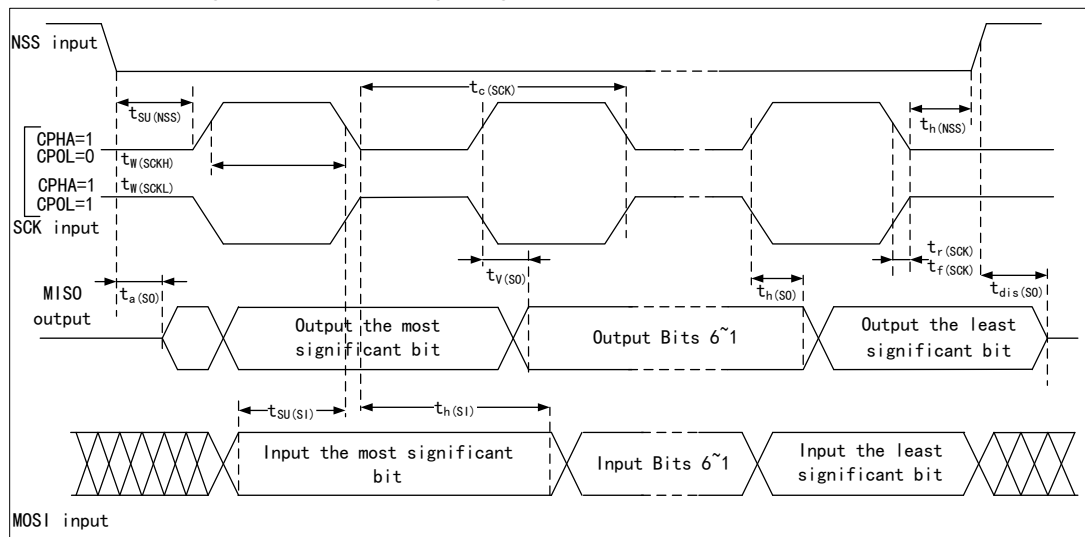 NSS input
tc(SCK)
tSU(NSS)
th(NSS)
CPHA=1
CPOL=0
tW(SCKH)
CPHA=1
tW(SCKL)
CPOL=1
SCK input
tr(SCK)
tV(SO)
tf(SCK)
MISO
output
ta(SO)
th(SO)
tdis(SO)
Output the most
significant bit
Output Bits 6~1
Output the least
significant bit
tSU(SI)
th(SI)
Input the most significant
bit
Input Bits 6~1
Input the least
significant bit
MOSI input